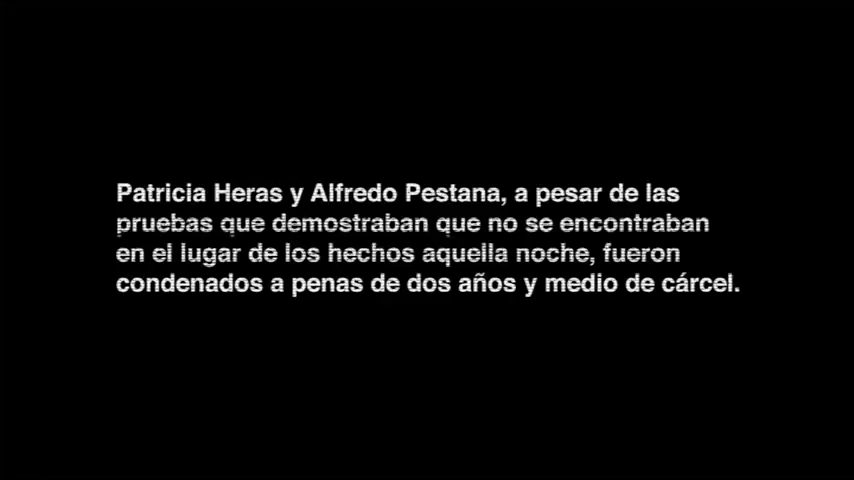 Patricia Heras y Alfredo Pestana, a pesar de las
pruebas que demostraban que no se encontraban
en el lugar de los hechos aquella noche, fueron
condenados a penas de dos años y medio de cárcel.